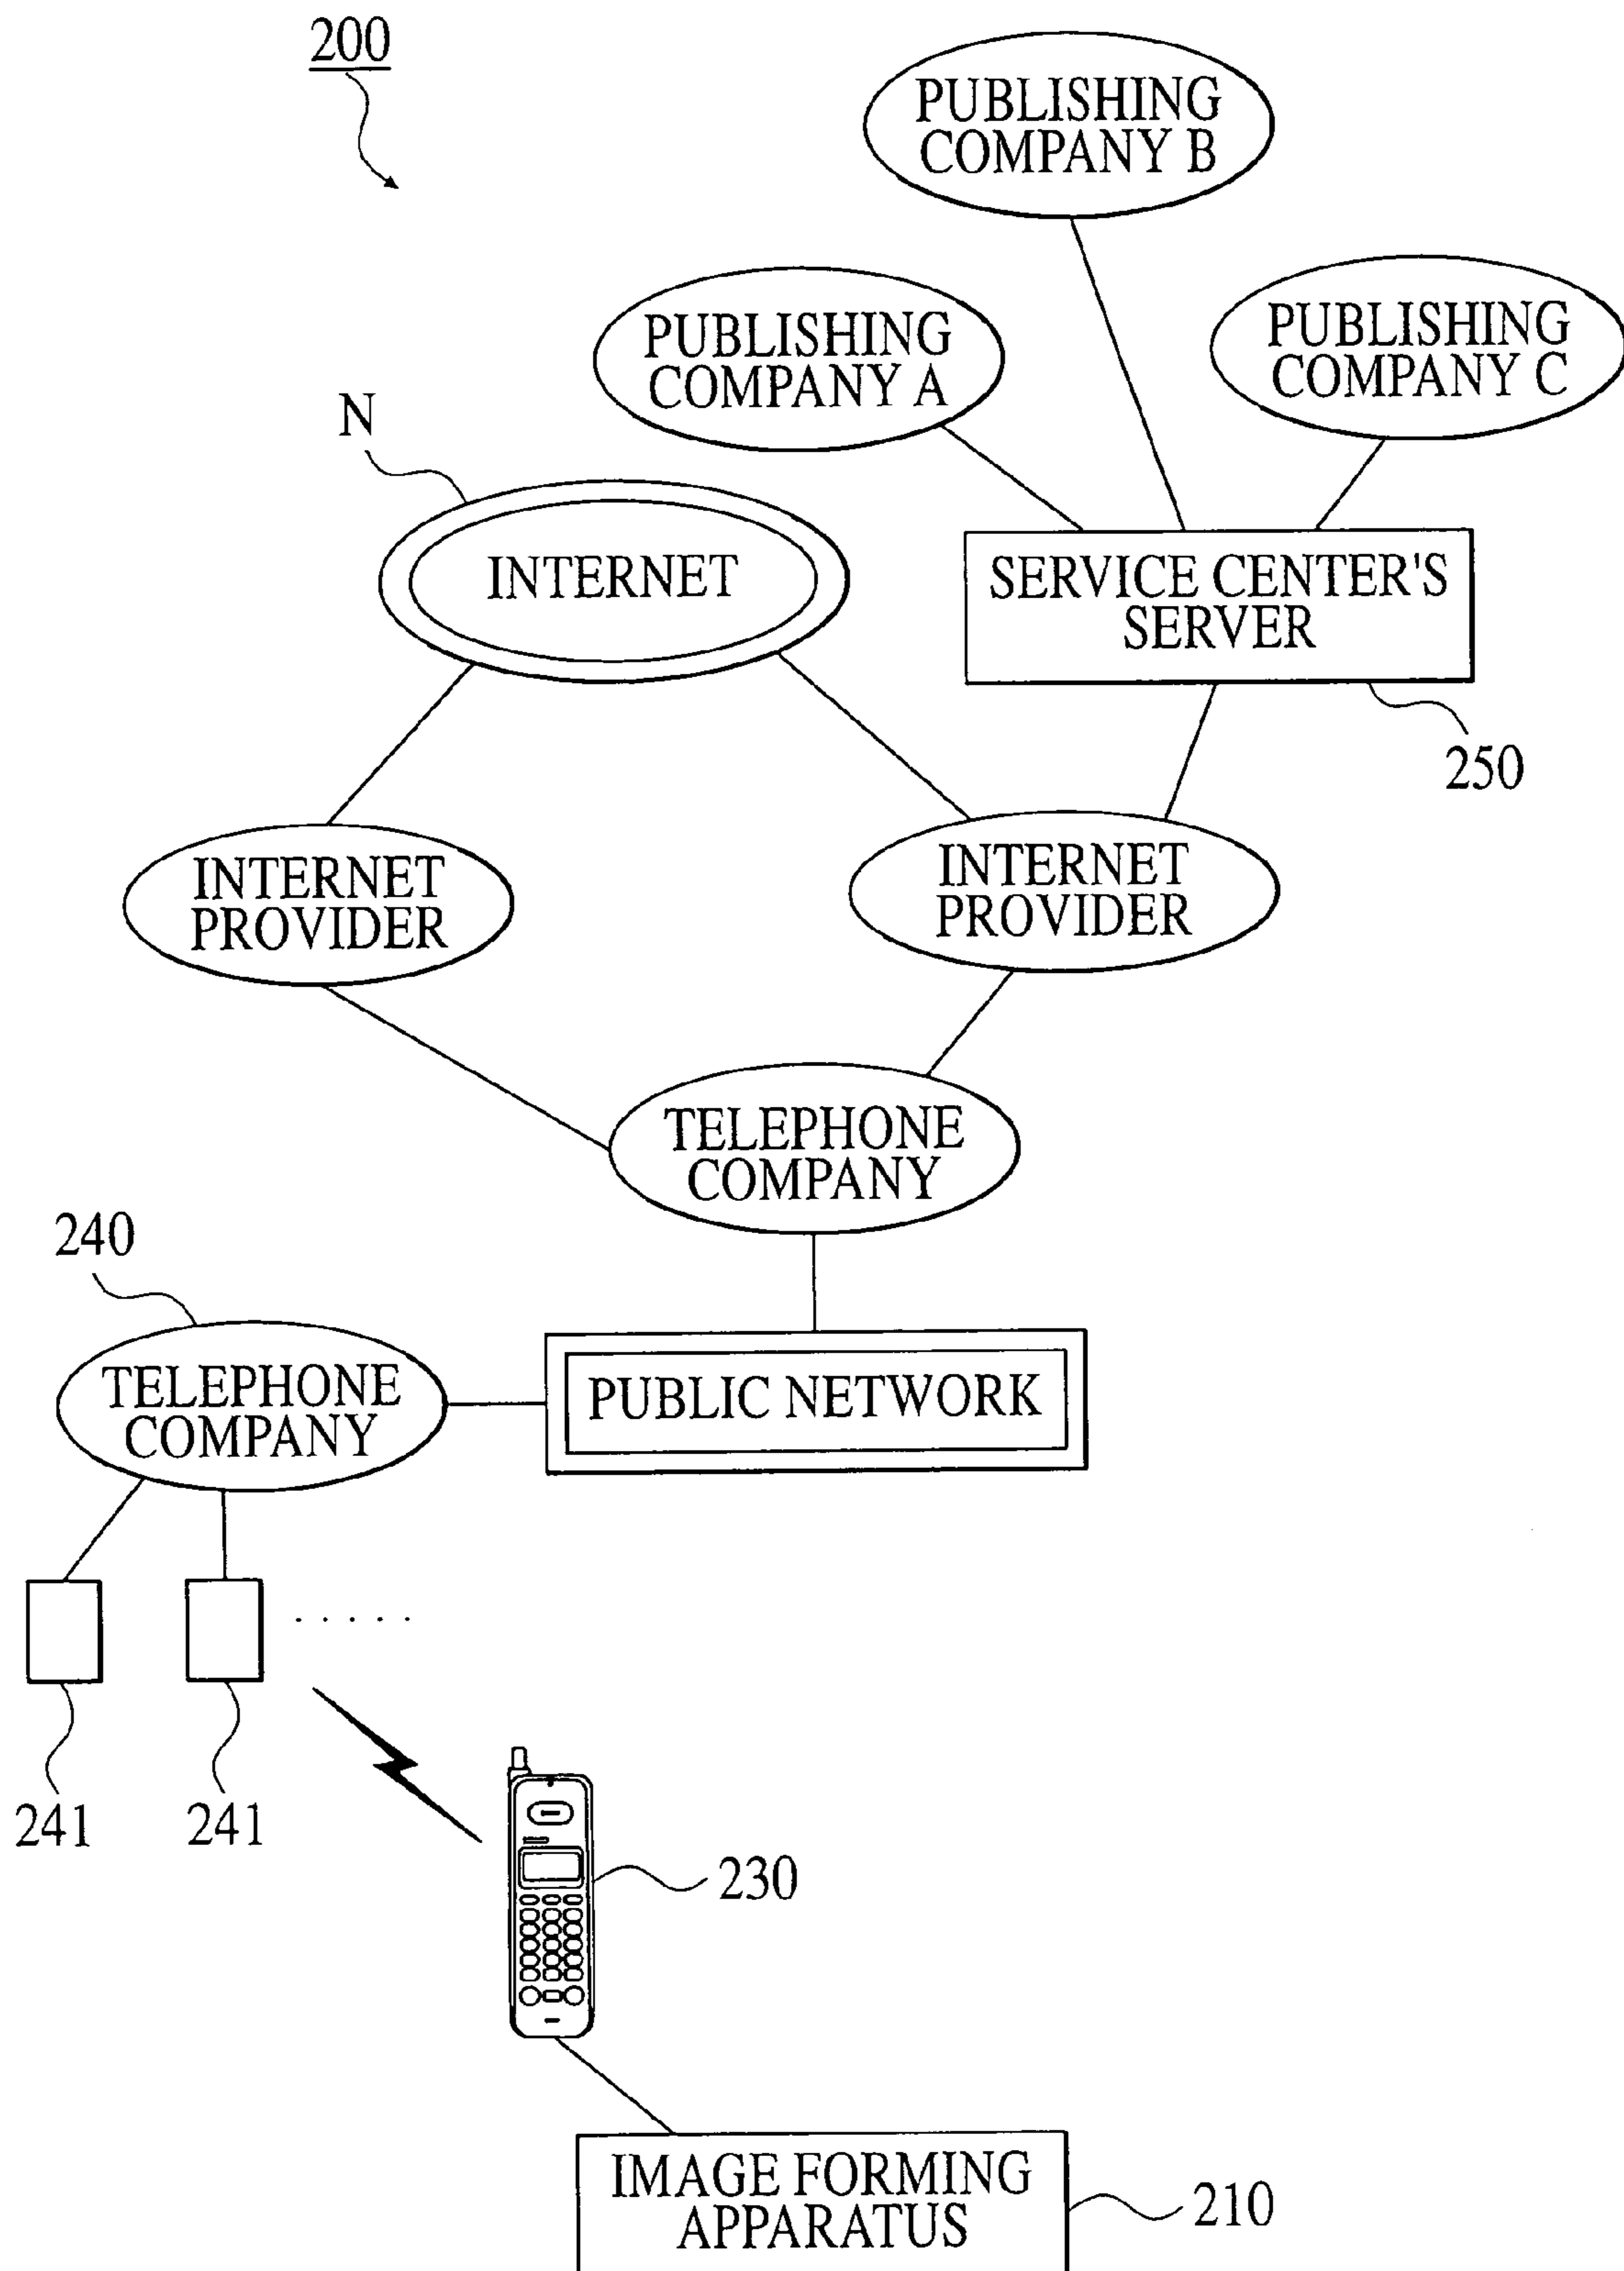 200
PUBLISHING
COMPANY B
PUBLISHING
COMPANY A
PUBLISHING
COMPANY C
N
INTERNET
SERVICE CENTER'S
SERVER
250
INTERNET
PROVIDER
INTERNET
PROVIDER
TELEPHONE
COMPANY
240
TELEPHONE
COMPANY
PUBLIC NETWORK
241
241
230
IMAGE FORMING
APPARATUS
210